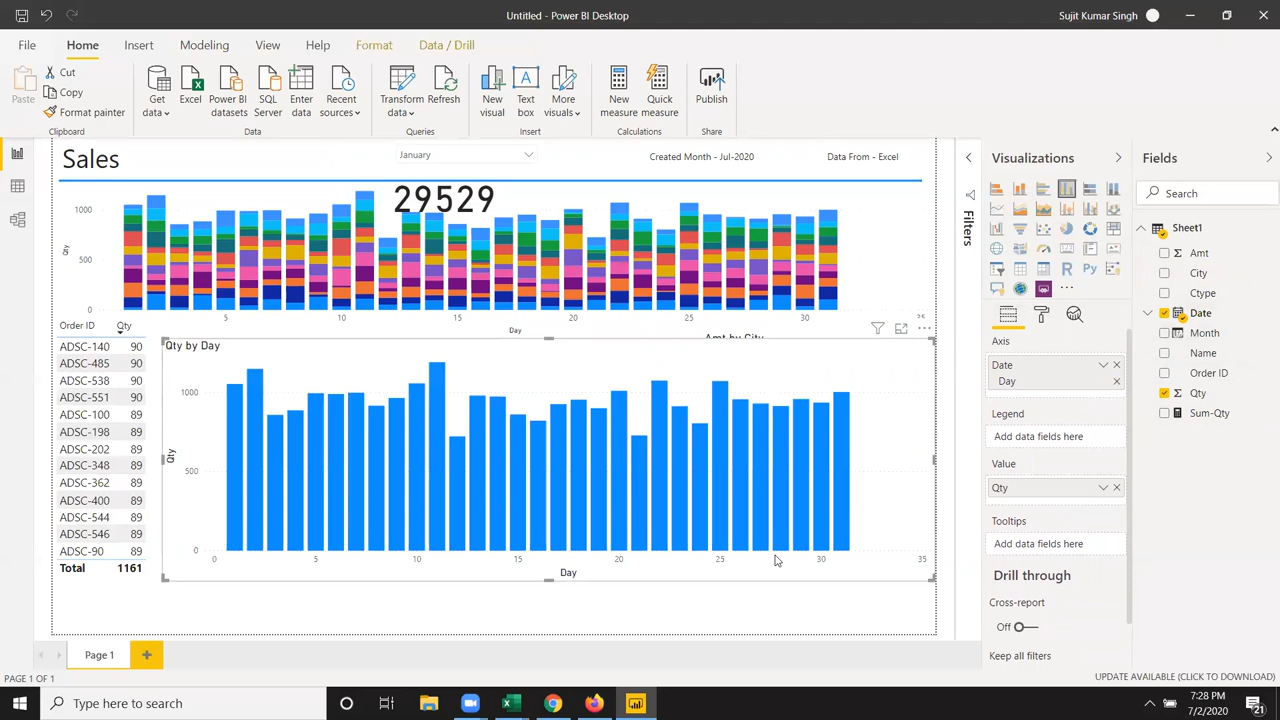 Untitled - Power BI Desktop
Sujit Kumar Singh
File
Home
Insert
Modeling
View
Help
Format
Data / Drill
Paste
Cut
Copy
Format painter
Clipboard
Get data
Excel
Power BI datasets
SQL Server
Enter data
Recent sources
Data
Transform data
Refresh
Queries
New visual
Text box
More visuals
Insert
New measure
Quick measure
Calculations
Publish
Share
Sales
January
Created Month - Jul-2020
Data From - Excel
29529
Qty
1000
500
0
5
10
15
20
25
30
35
Day
Amt by City
Order ID Qty
ADSC-140 90
ADSC-485 90
ADSC-538 90
ADSC-551 90
ADSC-100 89
ADSC-198 89
ADSC-202 89
ADSC-348 89
ADSC-362 89
ADSC-400 89
ADSC-544 89
ADSC-546 89
ADSC-90 89
Total 1161
Qty by Day
Qty
1000
500
0
0 5 10 15 20 25 30 35
Day
Filters
Visualizations
R
Py
Axis
Date
Day
Legend
Add data fields here
Value
Qty
Tooltips
Add data fields here
Drill through
Cross-report
Off
Keep all filters
Fields
Search
Sheet1
Σ Amt
City
Ctype
Date
Month
Name
Order ID
Σ Qty
Sum-Qty
Page 1
PAGE 1 OF 1
UPDATE AVAILABLE (CLICK TO DOWNLOAD)
Type here to search
7:28 PM
7/2/2020
21